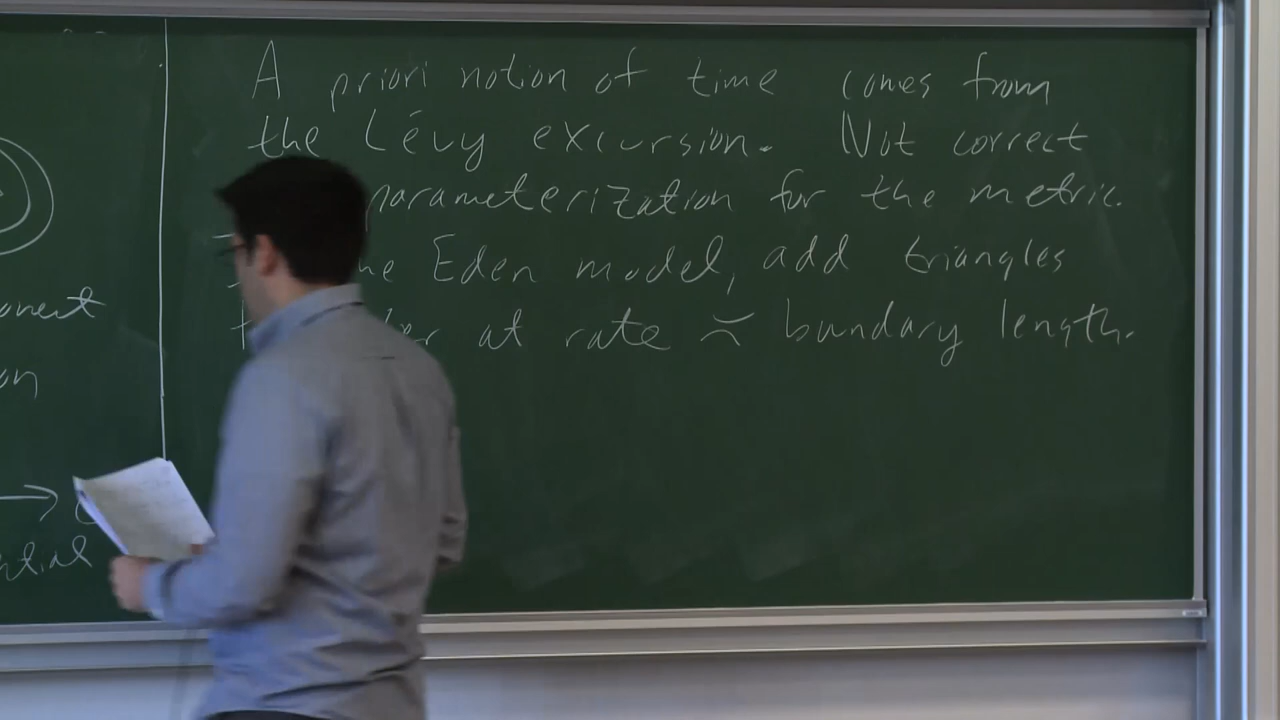 A priori notion of time comes from
the Lévy excursion. Not correct
parameterization for the metric.
Eden model, add triangles
at rate ≍ boundary length.
on